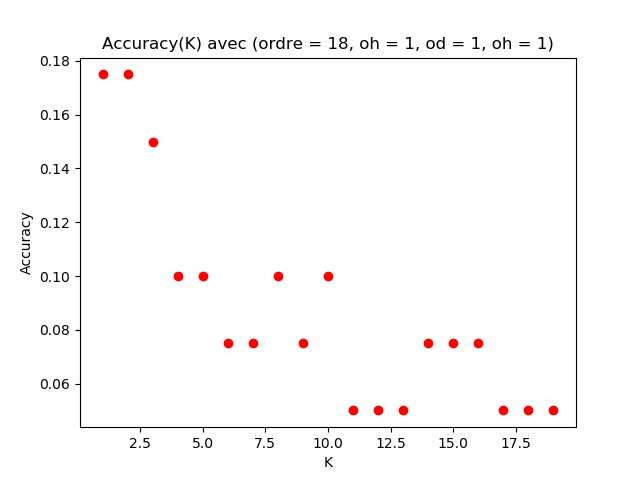 Accuracy(K) avec (ordre = 18, oh = 1, od = 1, oh = 1)
0.18
0.16
0.14
0.12
0.10
0.08
0.06
Accuracy
2.5 5.0 7.5 10.0 12.5 15.0 17.5
K